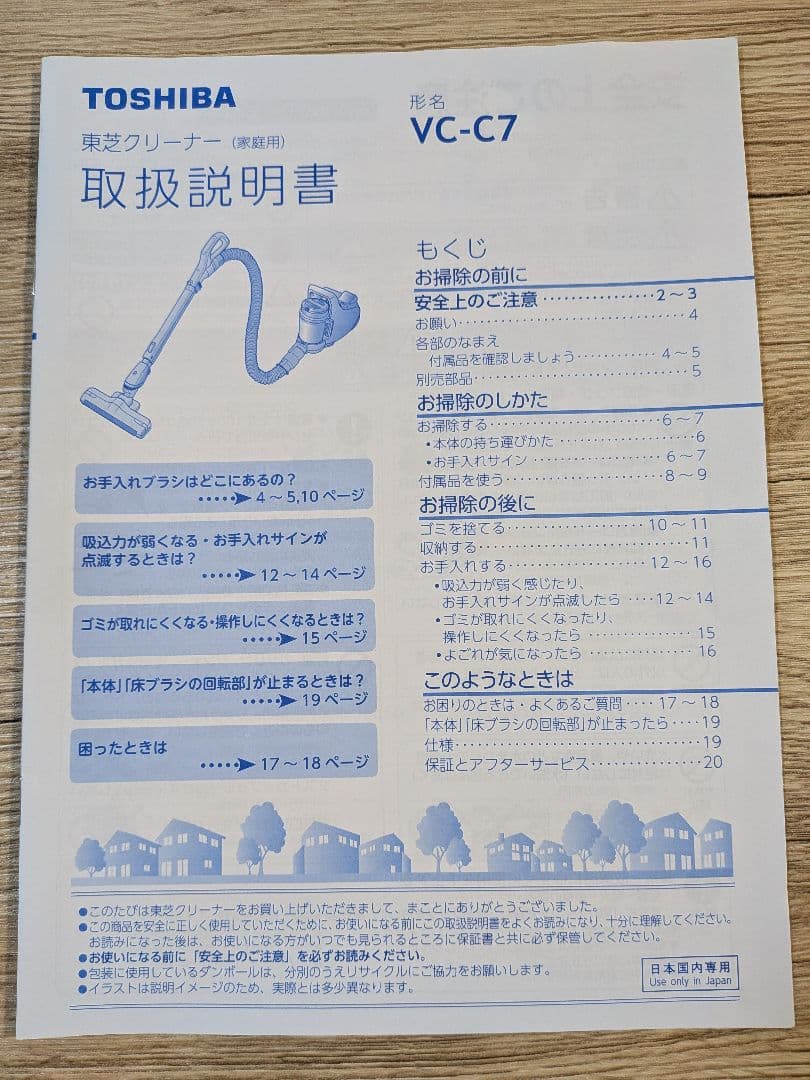 TOSHIBA
東芝クリーナー（家庭用）
取扱説明書
形名
VC-C7
お手入れブラシはどこにあるの？
•••••➤ 4～5,10 ページ
吸込力が弱くなる・お手入れサインが
点滅するときは？
•••••➤ 12～14 ページ
ゴミが取れにくくなる・操作しにくくなるときは？
•••••➤ 15 ページ
「本体」「床ブラシの回転部」が止まるときは？
•••••➤ 19 ページ
困ったときは
•••••➤ 17～18 ページ
もくじ
お掃除の前に
安全上のご注意 ･･････････････ 2～3
お願い ･･････････････････････････ 4
各部のなまえ
付属品を確認しましょう ･･････････ 4～5
別売部品 ･･････････････････････････ 5
お掃除のしかた
お掃除する ･･････････････････････ 6～7
•本体の持ち運びかた ･･････････････ 6
•お手入れサイン ･･････････････ 6～7
付属品を使う ･･････････････････ 8～9
お掃除の後に
ゴミを捨てる ･･････････････････ 10～11
収納する ････････････････････････ 11
お手入れする ･･････････････････ 12～16
•吸込力が弱く感じたり、
お手入れサインが点滅したら ････ 12～14
•ゴミが取れにくくなったり、
操作しにくくなったら ････････････ 15
•よごれが気になったら ････････････ 16
このようなときは
お困りのときは・よくあるご質問 ････ 17～18
「本体」「床ブラシの回転部」が止まったら ････ 19
仕様 ････････････････････････････ 19
保証とアフターサービス ･･････････････ 20
●このたびは東芝クリーナーをお買い上げいただきまして、まことにありがとうございました。
●この商品を安全に正しく使用していただくために、お使いになる前にこの取扱説明書をよくお読みになり、十分に理解してください。
お読みになった後は、お使いになる方がいつでも見られるところに保証書と共に必ず保管してください。
●お使いになる前に「安全上のご注意」を必ずお読みください。
●包装に使用しているダンボールは、分別のうえリサイクルにご協力をお願いします。
●イラストは説明イメージのため、実際とは多少異なります。
日本国内専用
Use only in Japan